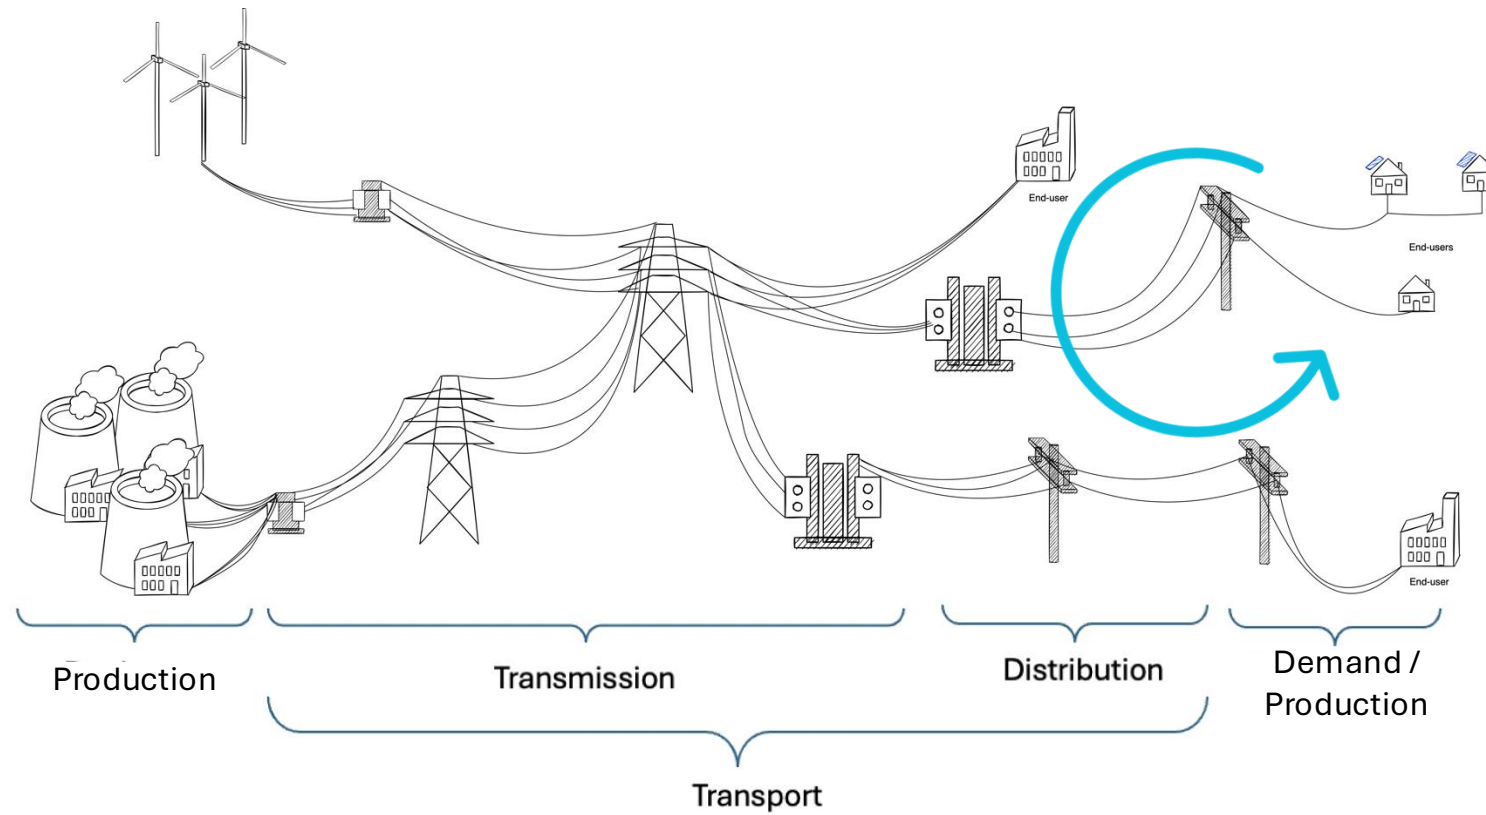 End-user
End-users
End-user
Production
Transmission
Distribution
Demand /
Production
Transport